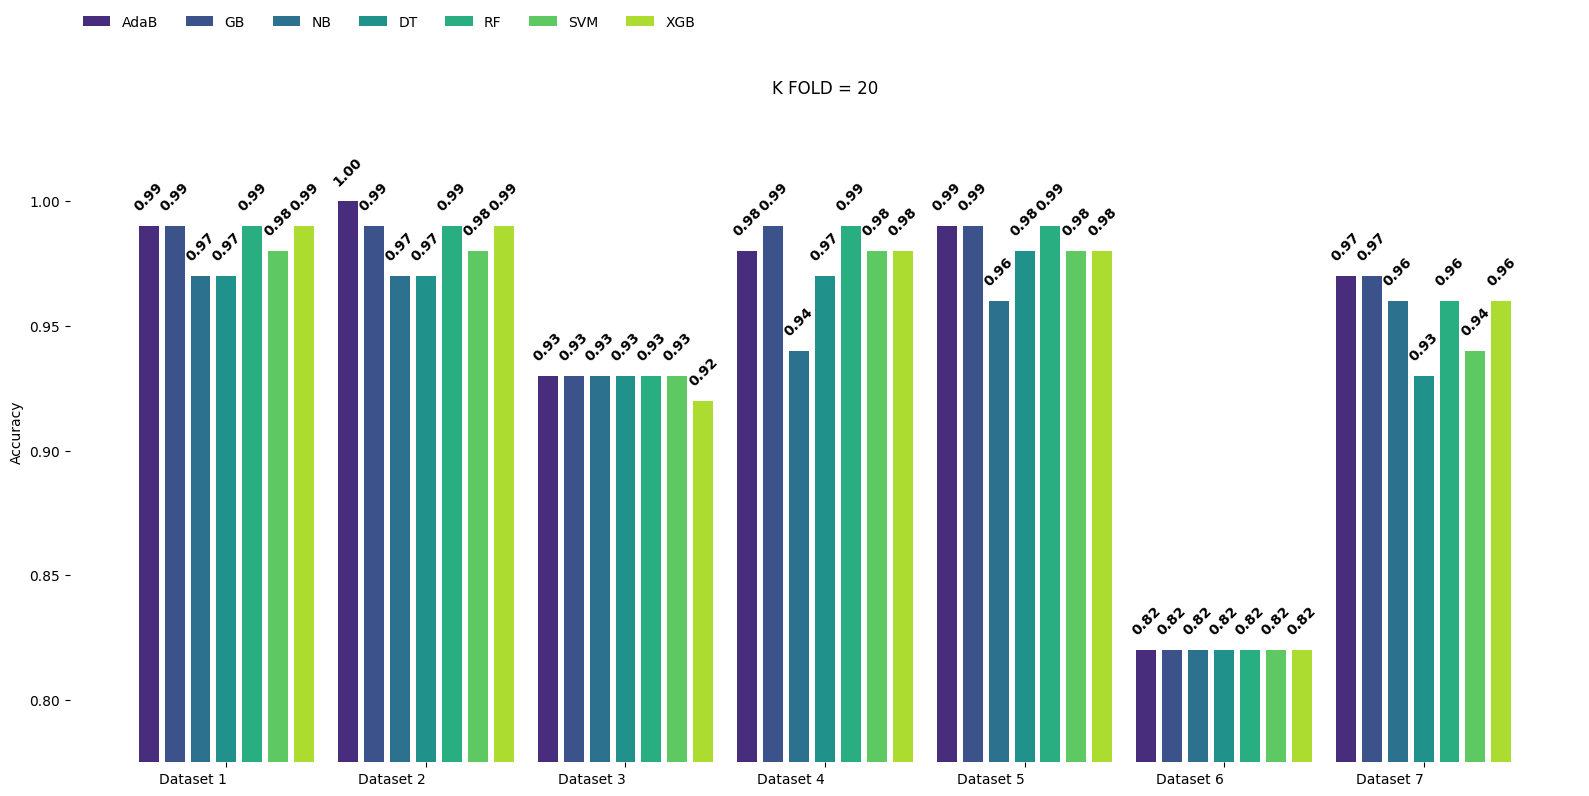 AdaB GB NB DT RF SVM XGB
K FOLD = 20
Accuracy
1.00
0.95
0.90
0.85
0.80
0.99 0.99 0.97 0.97 0.99 0.98 0.99
1.00 0.99 0.97 0.97 0.99 0.98 0.99
0.93 0.93 0.93 0.93 0.93 0.93 0.92
0.98 0.99 0.94 0.97 0.99 0.98 0.98
0.99 0.99 0.96 0.98 0.99 0.98 0.98
0.82 0.82 0.82 0.82 0.82 0.82 0.82
0.97 0.97 0.96 0.93 0.96 0.94 0.96
Dataset 1 Dataset 2 Dataset 3 Dataset 4 Dataset 5 Dataset 6 Dataset 7